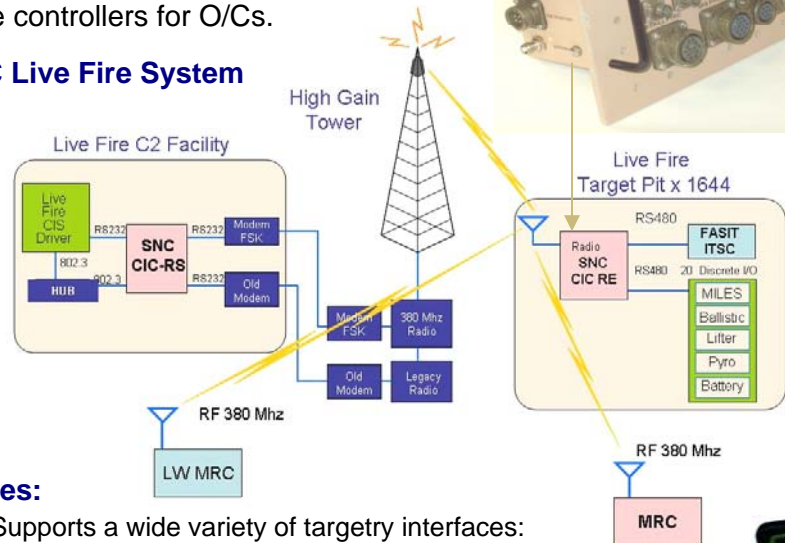 e controllers for O/Cs.
C Live Fire System
High Gain
Tower
Live Fire C2 Facility
Live
Fire
CIS
Driver
RS232
SNC
CIC-RS
RS232
Modem
FSK
802.3
HUB
802.3
RS232
Old
Modem
Modem
FSK
380 Mhz
Radio
Old
Modem
Legacy
Radio
Live Fire
Target Pit x 1644
Radio
SNC
CIC RE
RS480
FASIT
ITSC
RS480
20 Discrete I/O
MILES
Ballistic
Lifter
Pyro
Battery
RF 380 Mhz
LW MRC
RF 380 Mhz
MRC
es:
Supports a wide variety of targetry interfaces: